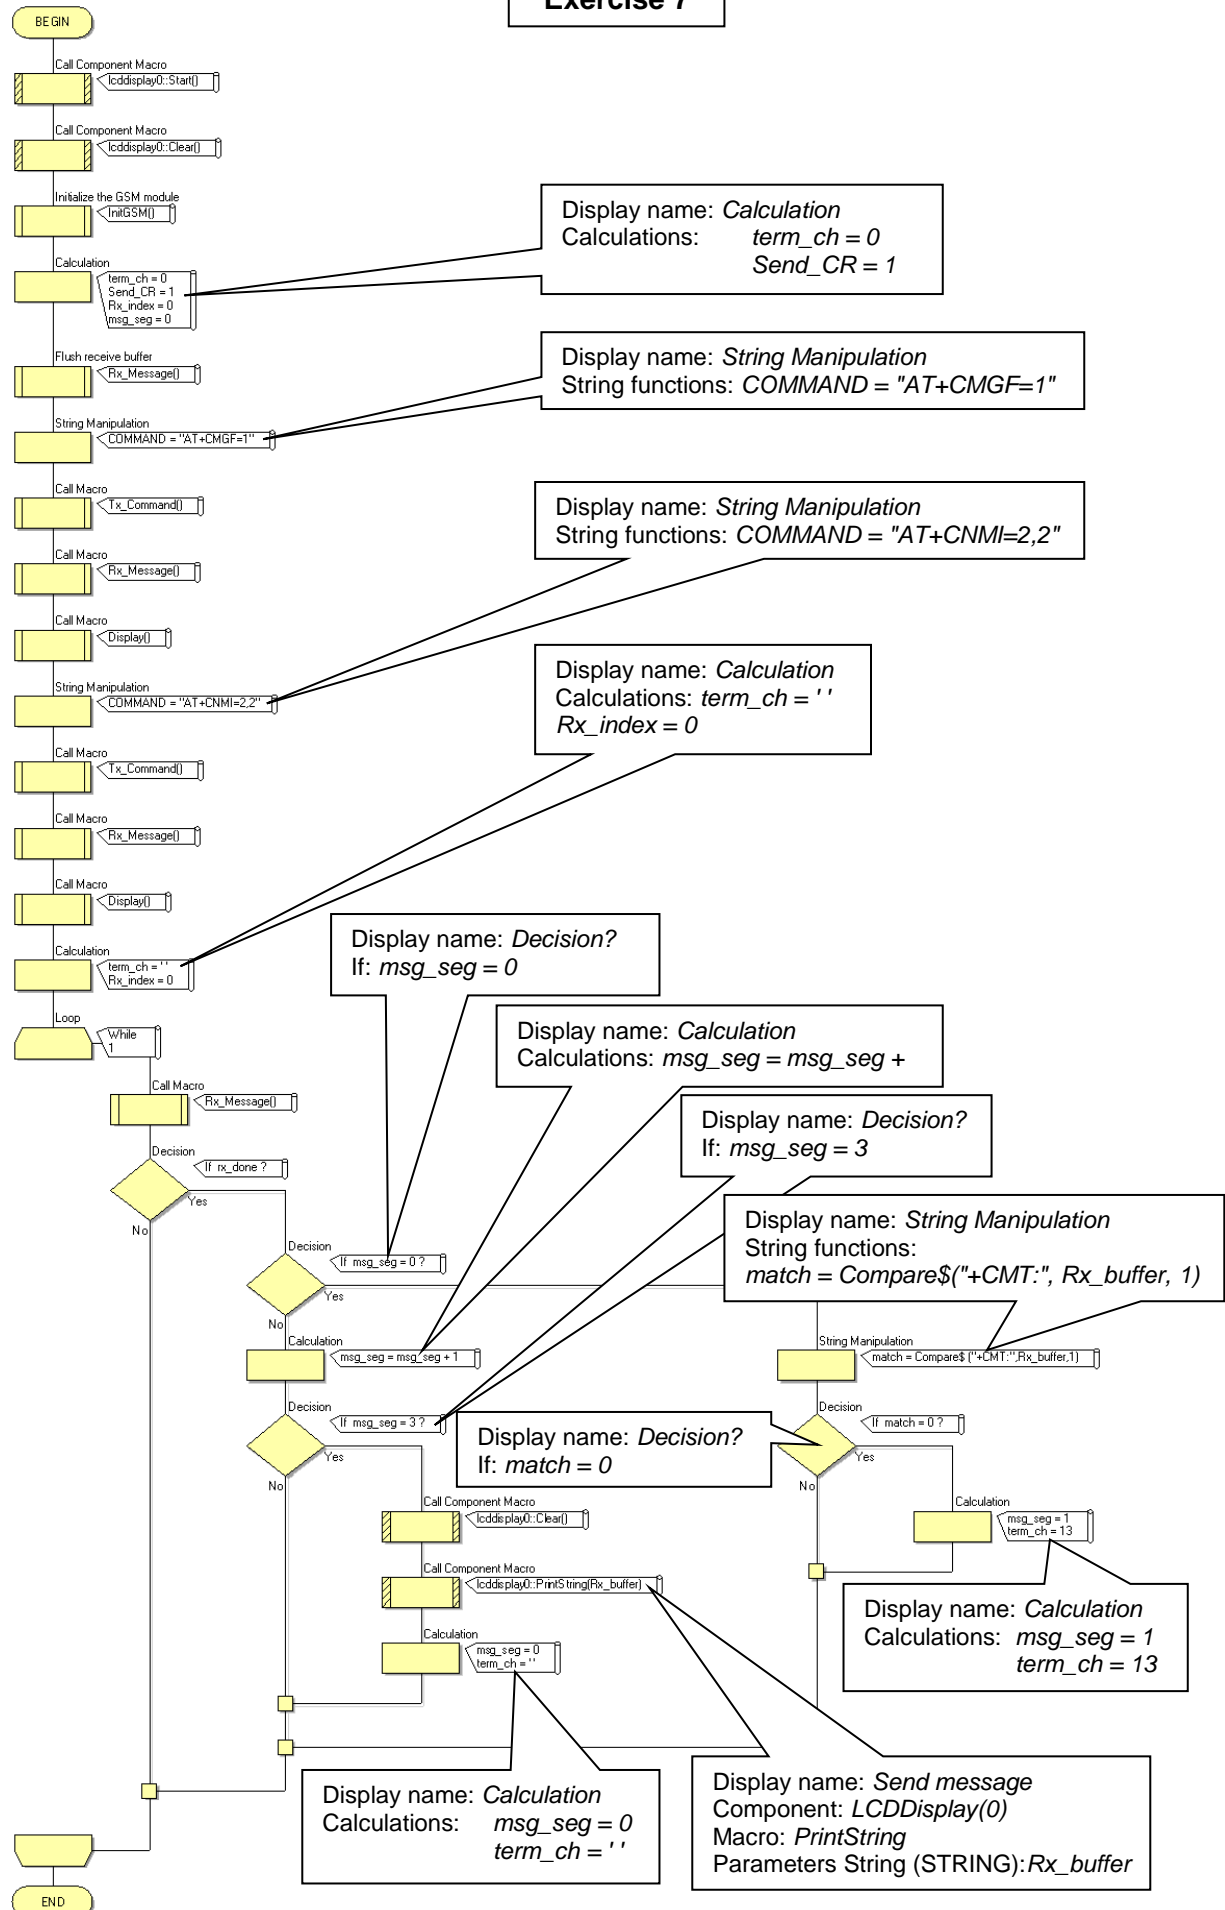 Exercise 7
BEGIN
Call Component Macro
lcddisplay0::Start()
Call Component Macro
lcddisplay0::Clear()
Initialize the GSM module
InitGSM()
Display name: Calculation
Calculations: term_ch = 0
Send_CR = 1
Calculation
term_ch = 0
Send_CR = 1
Rx_index = 0
msg_seg = 0
Flush receive buffer
Rx_Message()
Display name: String Manipulation
String functions: COMMAND = "AT+CMGF=1"
String Manipulation
COMMAND = "AT+CMGF=1"
Call Macro
Tx_Command()
Display name: String Manipulation
String functions: COMMAND = "AT+CNMI=2,2"
Call Macro
Rx_Message()
Call Macro
Display()
Display name: Calculation
Calculations: term_ch = ' '
Rx_index = 0
String Manipulation
COMMAND = "AT+CNMI=2,2"
Call Macro
Tx_Command()
Call Macro
Rx_Message()
Call Macro
Display()
Display name: Decision?
If: msg_seg = 0
Calculation
term_ch = ' '
Rx_index = 0
Loop
While
1
Display name: Calculation
Calculations: msg_seg = msg_seg +
Call Macro
Rx_Message()
Display name: Decision?
If: msg_seg = 3
Decision
If rx_done ?
Yes
No
Display name: String Manipulation
String functions:
match = Compare$("+CMT:", Rx_buffer, 1)
Decision
If msg_seg = 0 ?
Yes
No
Calculation
msg_seg = msg_seg + 1
String Manipulation
match = Compare$ ("+CMT:",Rx_buffer,1)
Decision
If msg_seg = 3 ?
Yes
No
Display name: Decision?
If: match = 0
Decision
If match = 0 ?
Yes
No
Call Component Macro
lcddisplay0::Clear()
Calculation
msg_seg = 1
term_ch = 13
Call Component Macro
lcddisplay0::PrintString(Rx_buffer)
Display name: Calculation
Calculations: msg_seg = 1
term_ch = 13
Calculation
msg_seg = 0
term_ch = ' '
Display name: Calculation
Calculations: msg_seg = 0
term_ch = ' '
Display name: Send message
Component: LCDDisplay(0)
Macro: PrintString
Parameters String (STRING):Rx_buffer
END